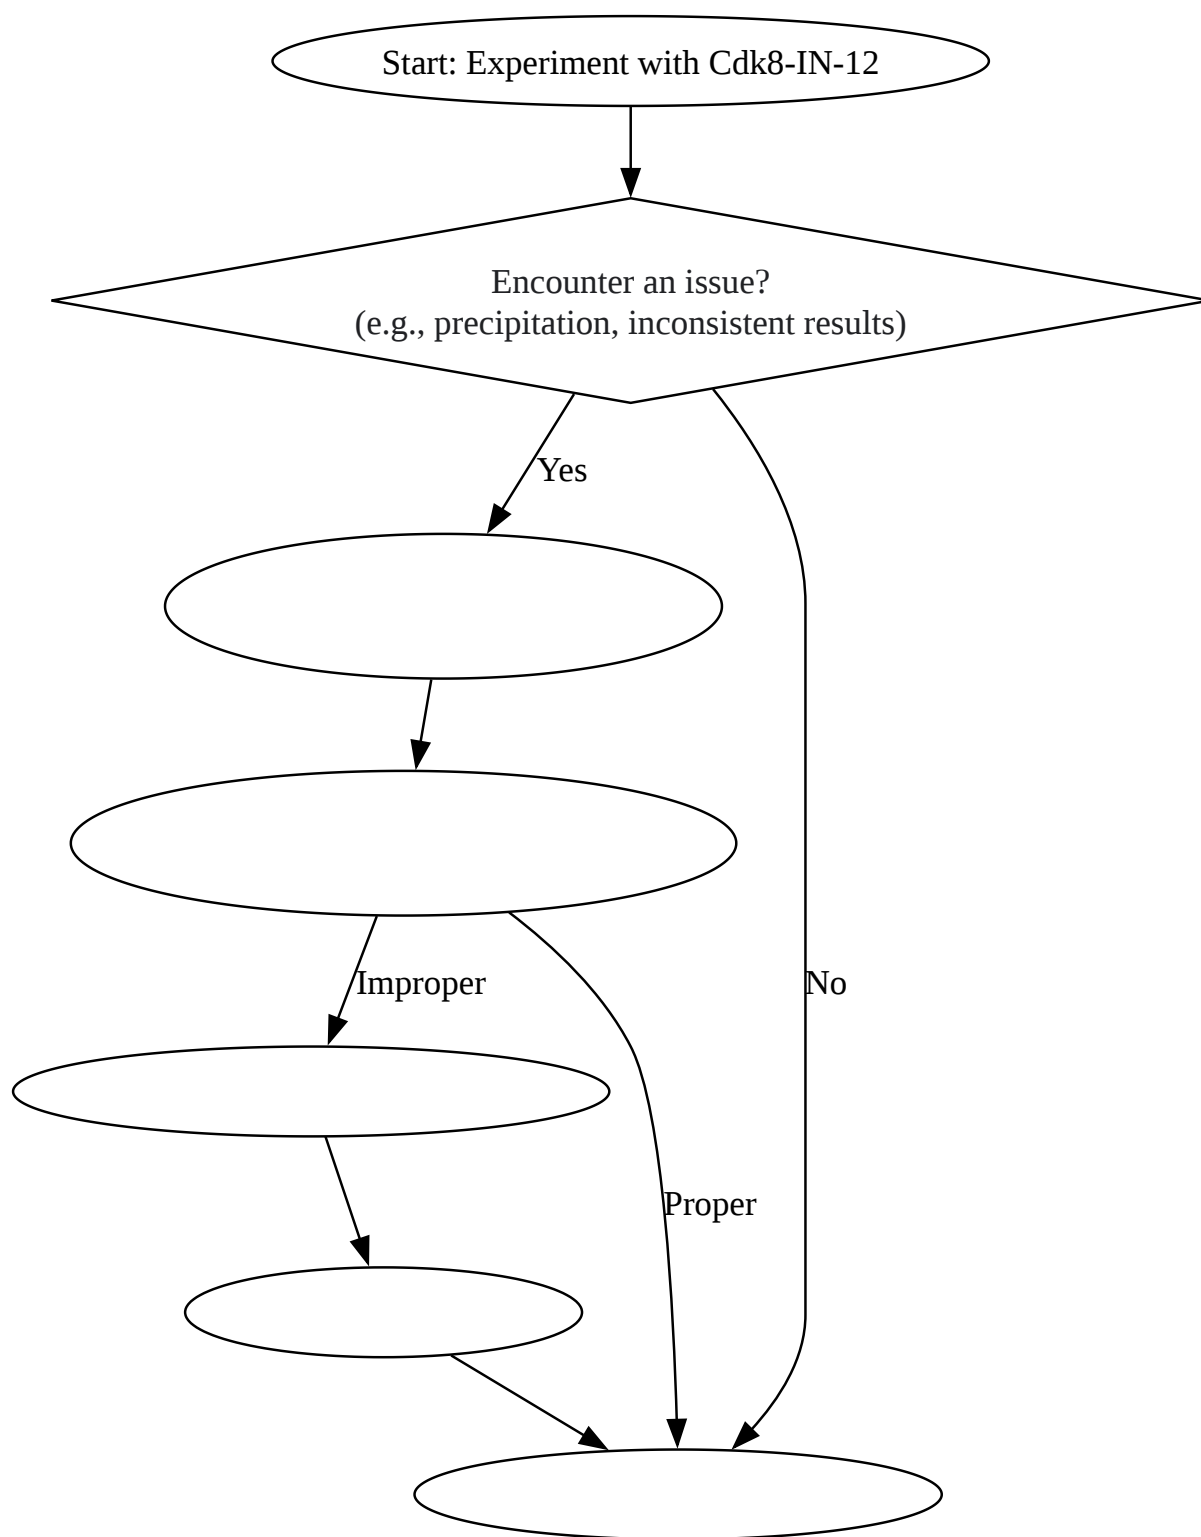 Start: Experiment with Cdk8-IN-12
Encounter an issue?
(e.g., precipitation, inconsistent results)
Yes
Improper
No
Proper